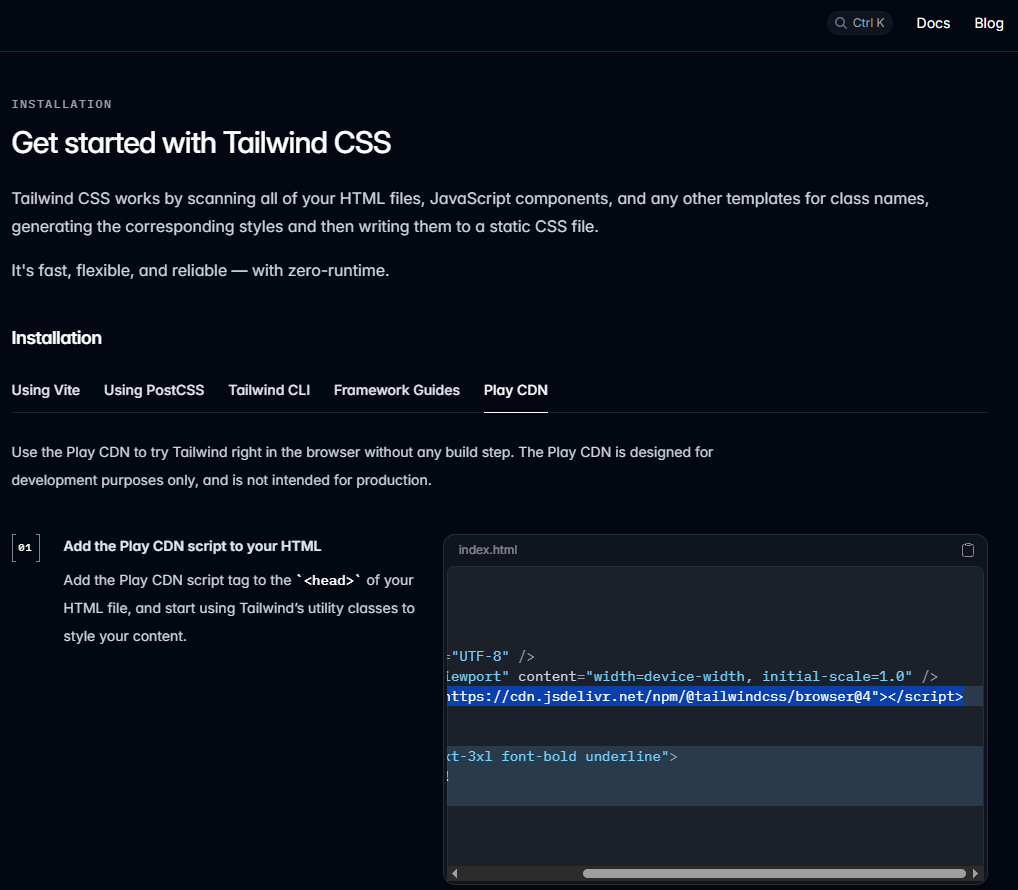 Ctrl K Docs Blog
INSTALLATION
Get started with Tailwind CSS
Tailwind CSS works by scanning all of your HTML files, JavaScript components, and any other templates for class names,
generating the corresponding styles and then writing them to a static CSS file.
It's fast, flexible, and reliable — with zero-runtime.
Installation
Using Vite Using PostCSS Tailwind CLI Framework Guides Play CDN
Use the Play CDN to try Tailwind right in the browser without any build step. The Play CDN is designed for
development purposes only, and is not intended for production.
01
Add the Play CDN script to your HTML
Add the Play CDN script tag to the `<head>` of your
HTML file, and start using Tailwind’s utility classes to
style your content.
index.html
="UTF-8" />
iewport" content="width=device-width, initial-scale=1.0" />
https://cdn.jsdelivr.net/npm/@tailwindcss/browser@4"></script>
xt-3xl font-bold underline">
!